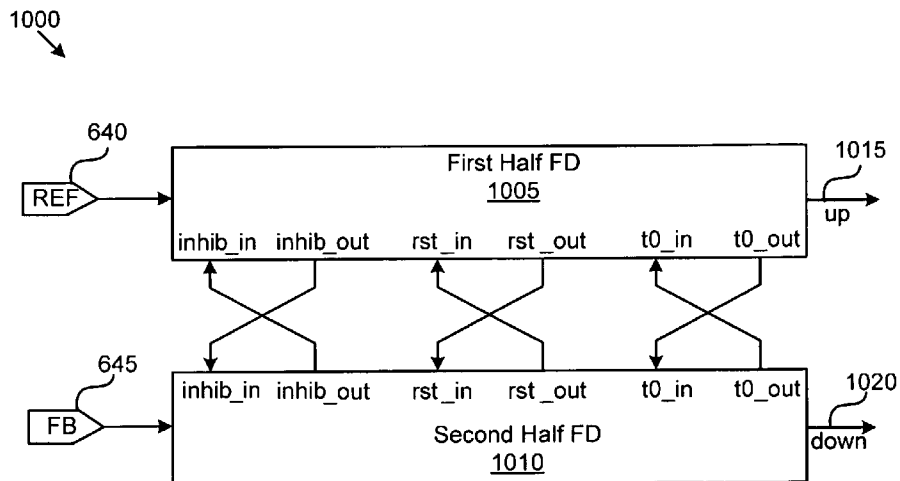 1000
640
REF
First Half FD
1005
1015
up
inhib_in inhib_out rst_in rst_out t0_in t0_out
645
FB
inhib_in inhib_out rst_in rst_out t0_in t0_out
Second Half FD
1010
1020
down